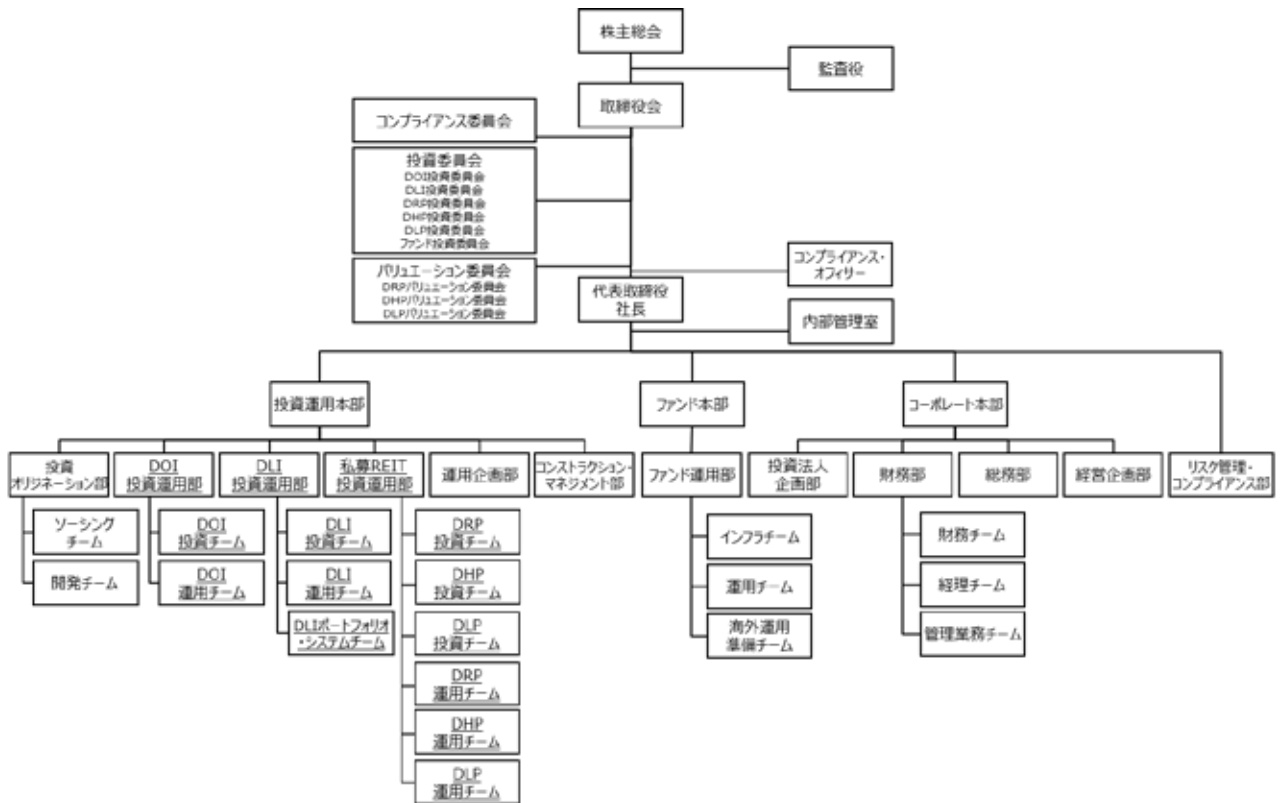 株主総会
監査役
取締役会
コンプライアンス委員会
投資委員会
DOI投資委員会
DLI投資委員会
DRP投資委員会
DHP投資委員会
DLP投資委員会
ファンド投資委員会
コンプライアンス・
オフィサー
バリュエーション委員会
DRPバリュエーション委員会
DHPバリュエーション委員会
DLPバリュエーション委員会
代表取締役
社長
内部管理室
投資運用本部
ファンド本部
コーポレート本部
投資
オリジネーション部
DOI
投資運用部
DLI
投資運用部
私募REIT
投資運用部
運用企画部
コンストラクション・
マネジメント部
ファンド運用部
投資法人
企画部
財務部
総務部
経営企画部
リスク管理・
コンプライアンス部
ソーシング
チーム
開発チーム
DOI
投資チーム
DOI
運用チーム
DLI
投資チーム
DLI
運用チーム
DLIポートフォリオ
・システムチーム
DRP
投資チーム
DHP
投資チーム
DLP
投資チーム
DRP
運用チーム
DHP
運用チーム
DLP
運用チーム
インフラチーム
運用チーム
海外運用
準備チーム
財務チーム
経理チーム
管理業務チーム